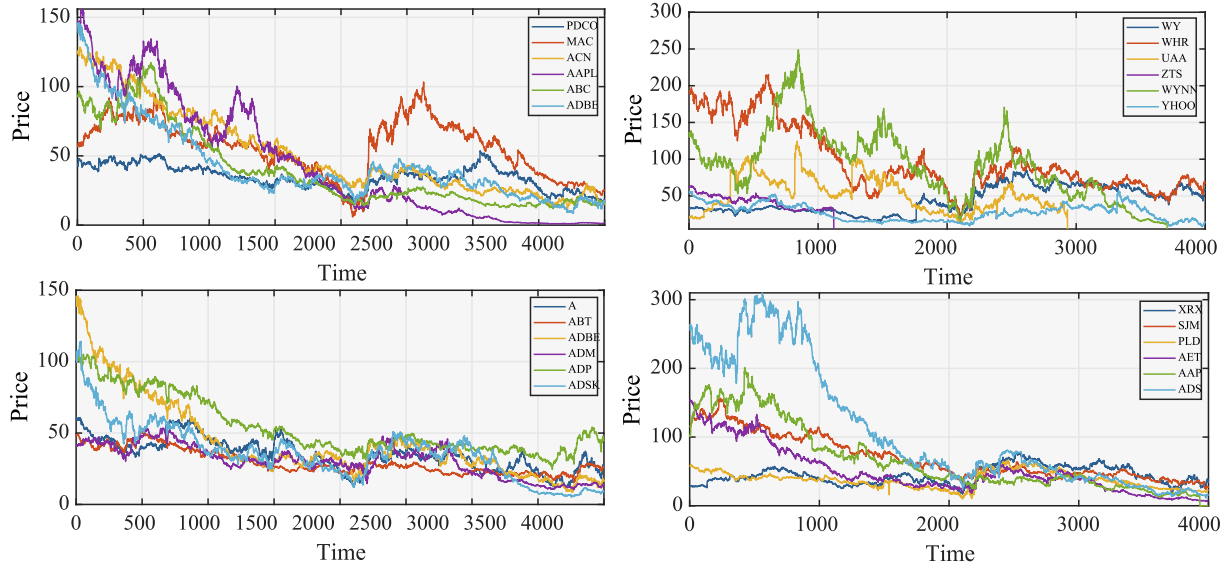 150
100
50
0
Price
0 500 1000 1500 2000 2500 3000 3500 4000
Time
PDCO
MAC
ACN
AAPL
ABC
ADBE
300
250
200
150
100
50
Price
0 1000 2000 3000 4000
Time
WY
WHR
UAA
ZTS
WYNN
YHOO
150
100
50
0
Price
0 500 1000 1500 2000 2500 3000 3500 4000
Time
A
ABT
ADBE
ADM
ADP
ADSK
300
200
100
0
Price
0 1000 2000 3000 4000
Time
XRX
SJM
PLD
AET
AAP
ADS